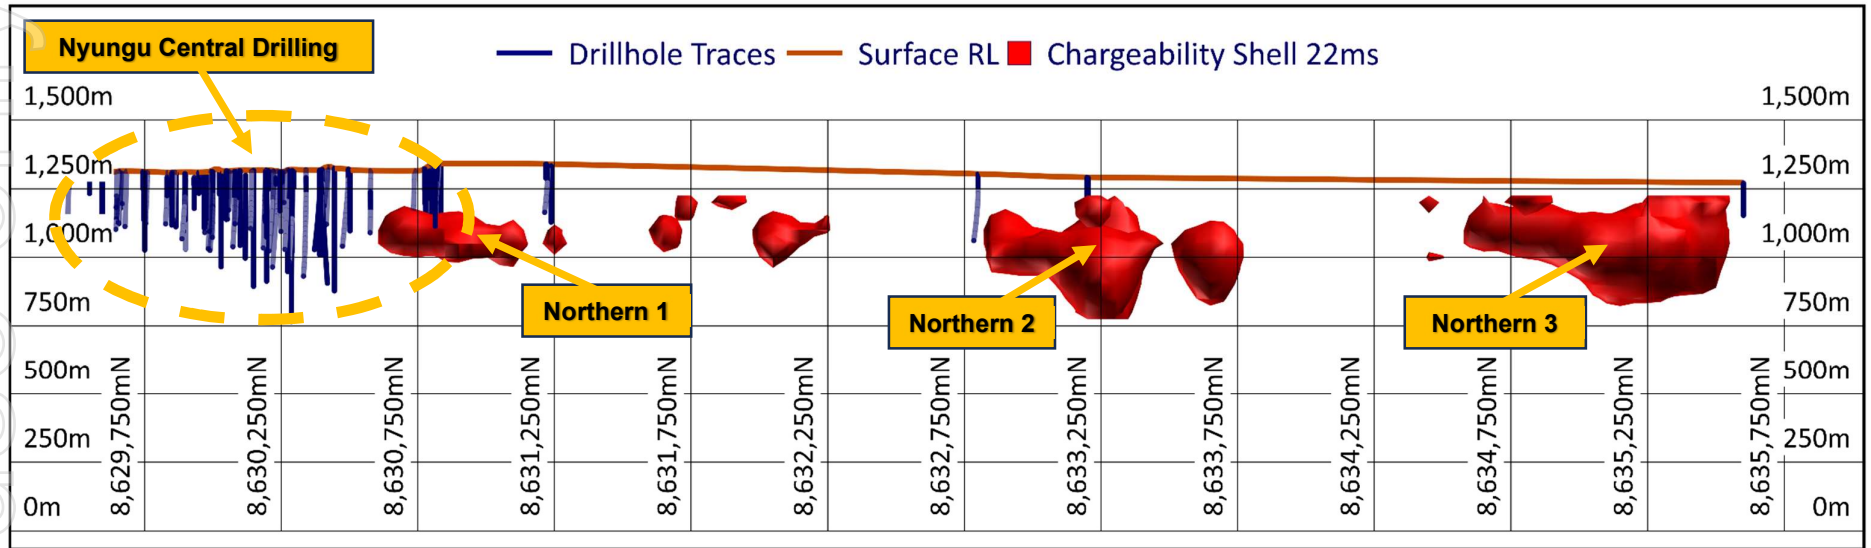 Nyungu Central Drilling
Drillhole Traces Surface RL Chargeability Shell 22ms
1,500m 1,500m
1,250m 1,250m
1,000m 1,000m
750m 750m
Northern 1
Northern 2
Northern 3
500m 500m
250m 250m
0m 0m
8,629,750mN
8,630,250mN
8,630,750mN
8,631,250mN
8,631,750mN
8,632,250mN
8,632,750mN
8,633,250mN
8,633,750mN
8,634,250mN
8,634,750mN
8,635,250mN
8,635,750mN